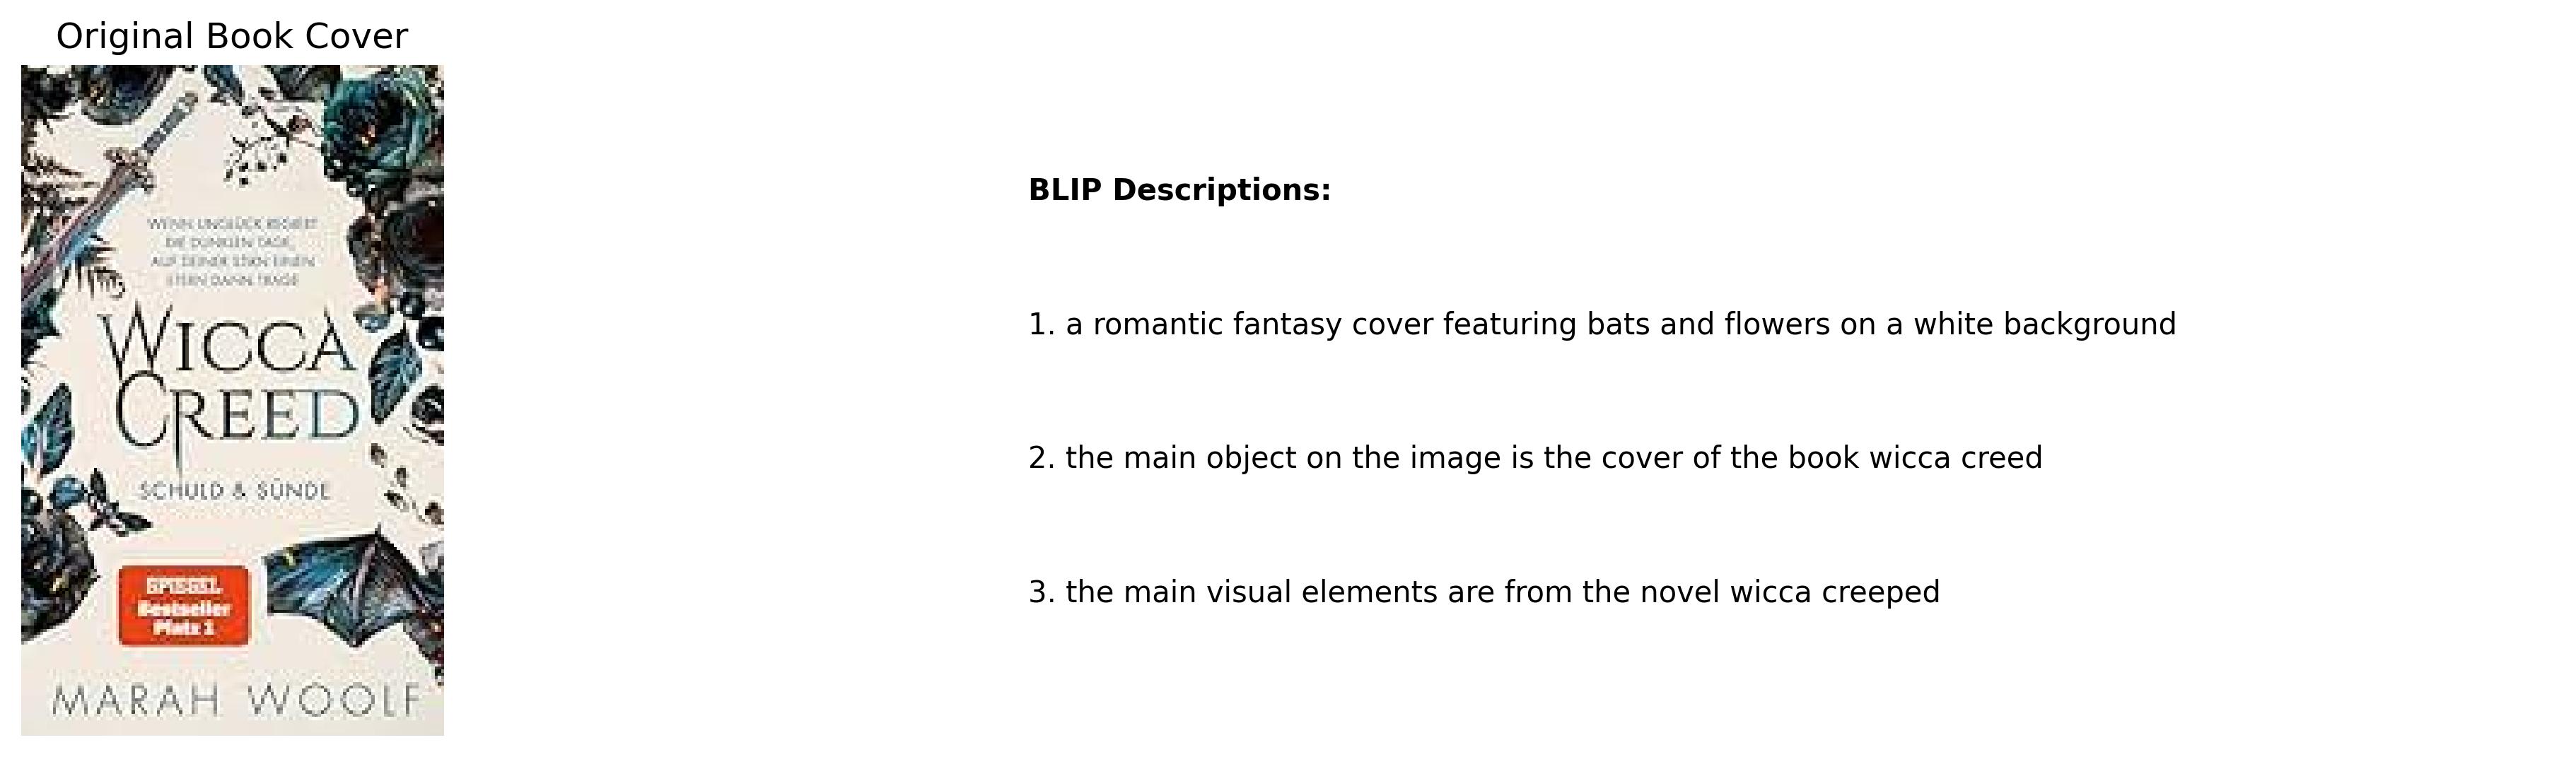 Original Book Cover
WENN UNGLÜCK REGIERT
DIE DUNKLEN TAGE,
AUF DEINER STIRN EINEN
STERN DANN TRAGE
WICCA
CREED
SCHULD & SÜNDE
SPIEGEL
Bestseller
Platz 1
MARAH WOOLF
BLIP Descriptions:
1. a romantic fantasy cover featuring bats and flowers on a white background
2. the main object on the image is the cover of the book wicca creed
3. the main visual elements are from the novel wicca creeped